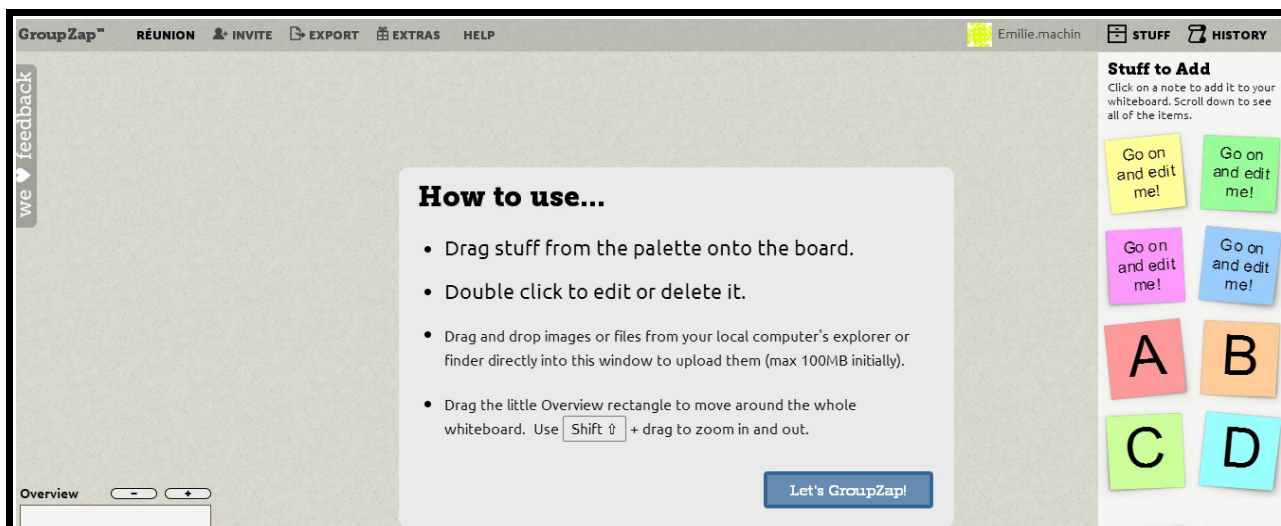 GroupZap™ RÉUNION INVITE EXPORT EXTRAS HELP Emilie.machin STUFF HISTORY
we feedback
How to use...
• Drag stuff from the palette onto the board.
• Double click to edit or delete it.
• Drag and drop images or files from your local computer's explorer or
finder directly into this window to upload them (max 100MB initially).
• Drag the little Overview rectangle to move around the whole
whiteboard. Use Shift ⇧ + drag to zoom in and out.
Let's GroupZap!
Overview - +
Stuff to Add
Click on a note to add it to your
whiteboard. Scroll down to see
all of the items.
Go on
and edit
me!
Go on
and edit
me!
Go on
and edit
me!
Go on
and edit
me!
A
B
C
D